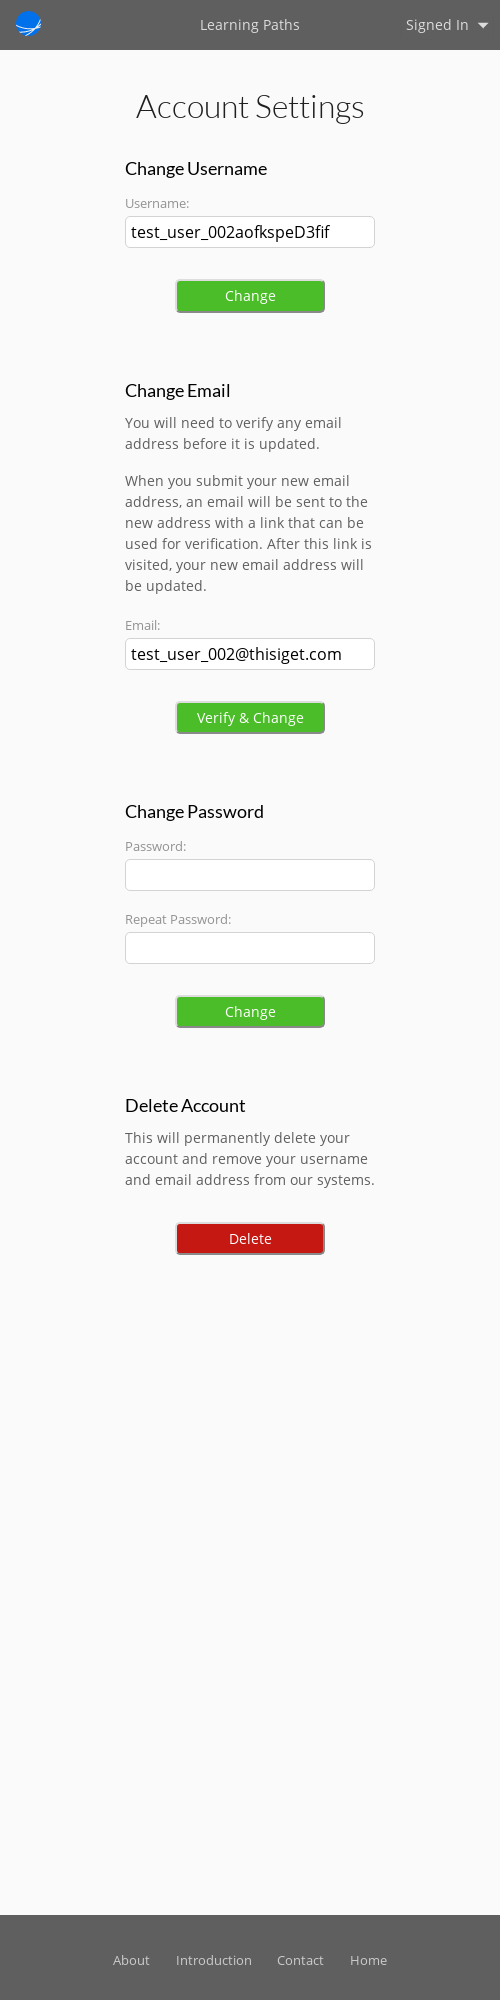 Learning Paths
Signed In
Account Settings
Change Username
Username:
test_user_002aofkspeD3fif
Change
Change Email
You will need to verify any email
address before it is updated.
When you submit your new email
address, an email will be sent to the
new address with a link that can be
used for verification. After this link is
visited, your new email address will
be updated.
Email:
test_user_002@thisiget.com
Verify & Change
Change Password
Password:
Repeat Password:
Change
Delete Account
This will permanently delete your
account and remove your username
and email address from our systems.
Delete
About Introduction Contact Home